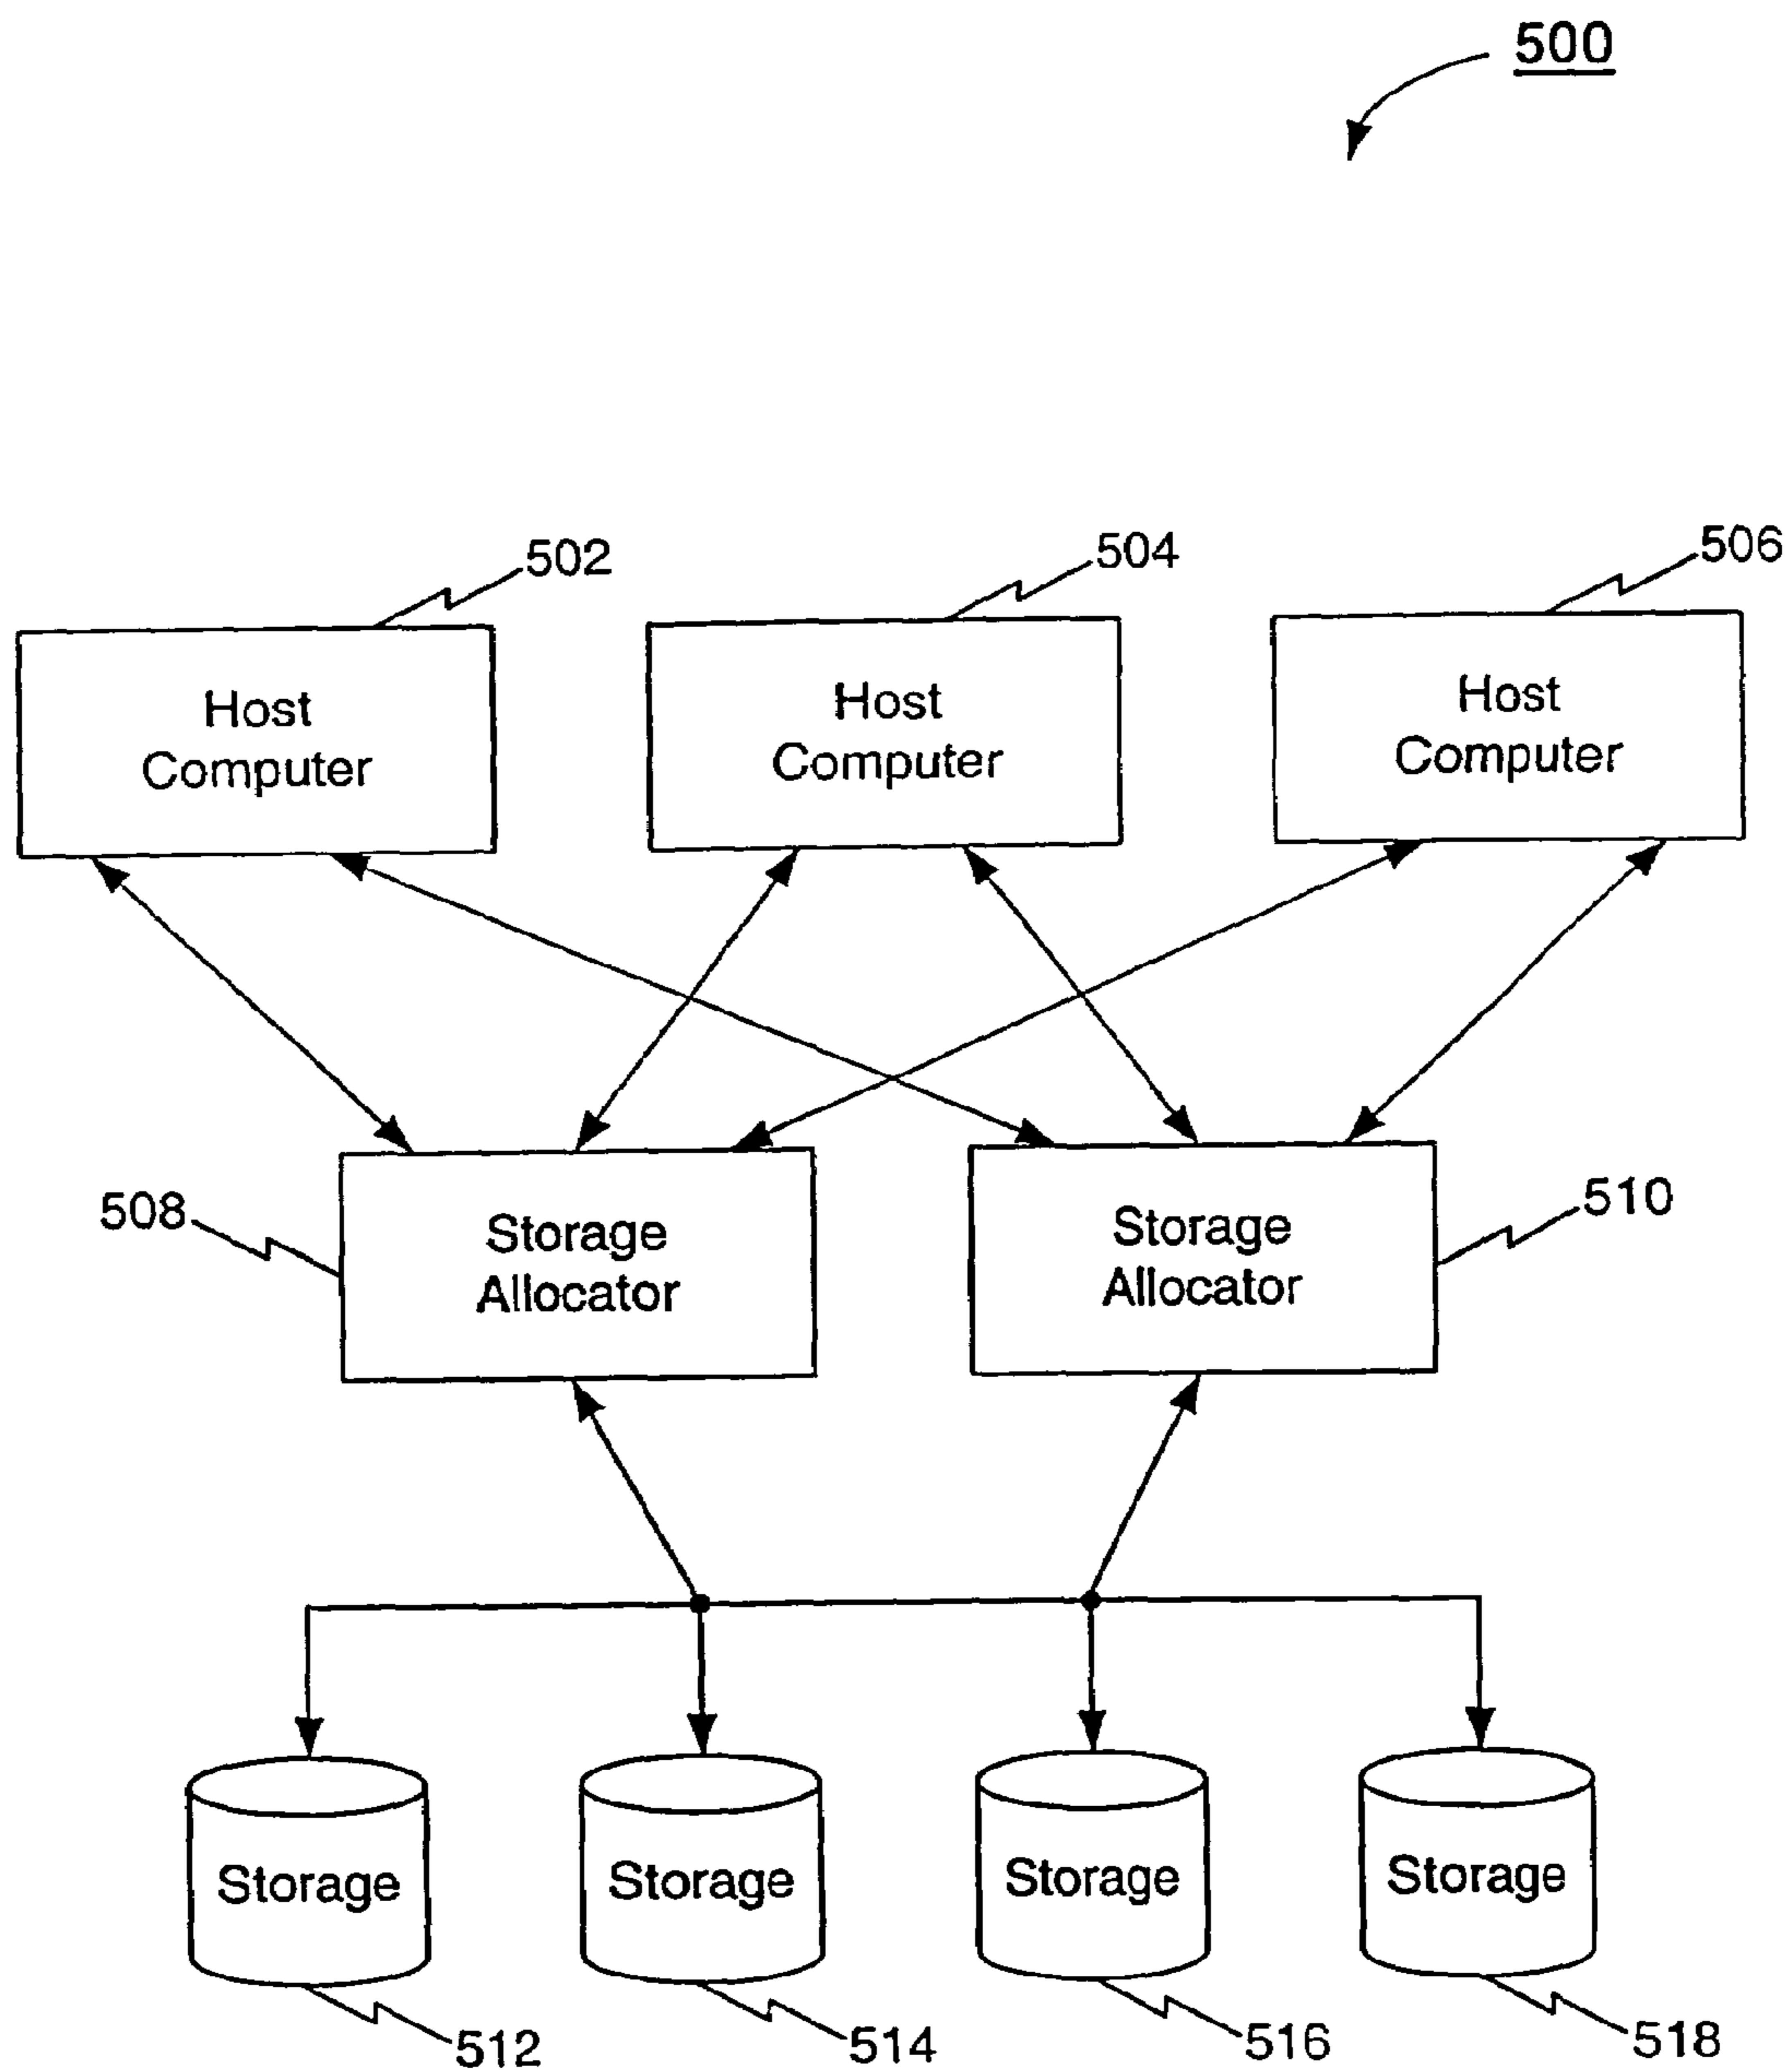 500
502
504
506
Host
Computer
Host
Computer
Host
Computer
508
Storage
Allocator
Storage
Allocator
510
Storage
Storage
Storage
Storage
512
514
516
518